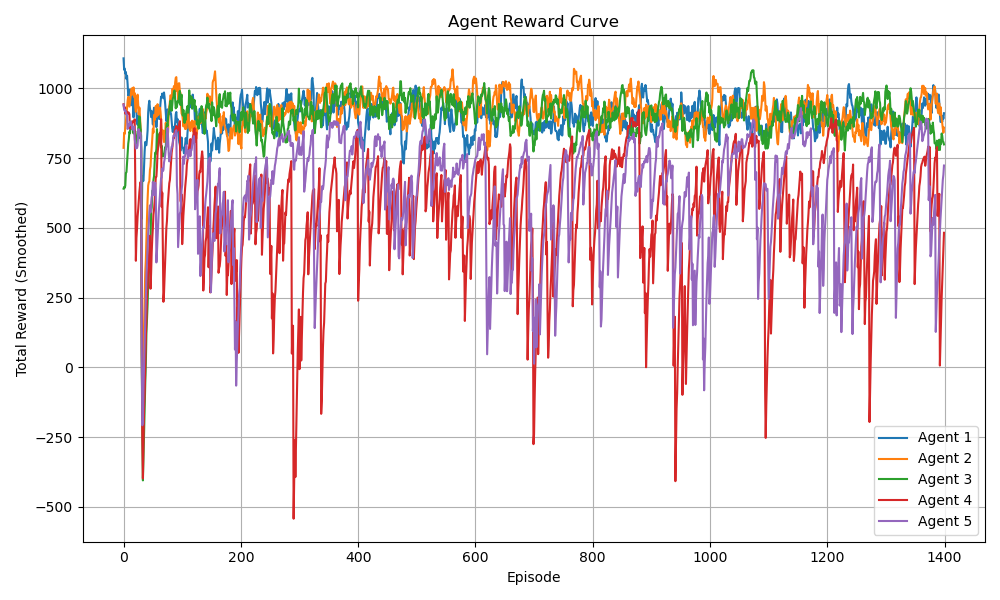 Agent Reward Curve
Total Reward (Smoothed)
1000
750
500
250
0
−250
−500
0 200 400 600 800 1000 1200 1400
Episode
Agent 1
Agent 2
Agent 3
Agent 4
Agent 5